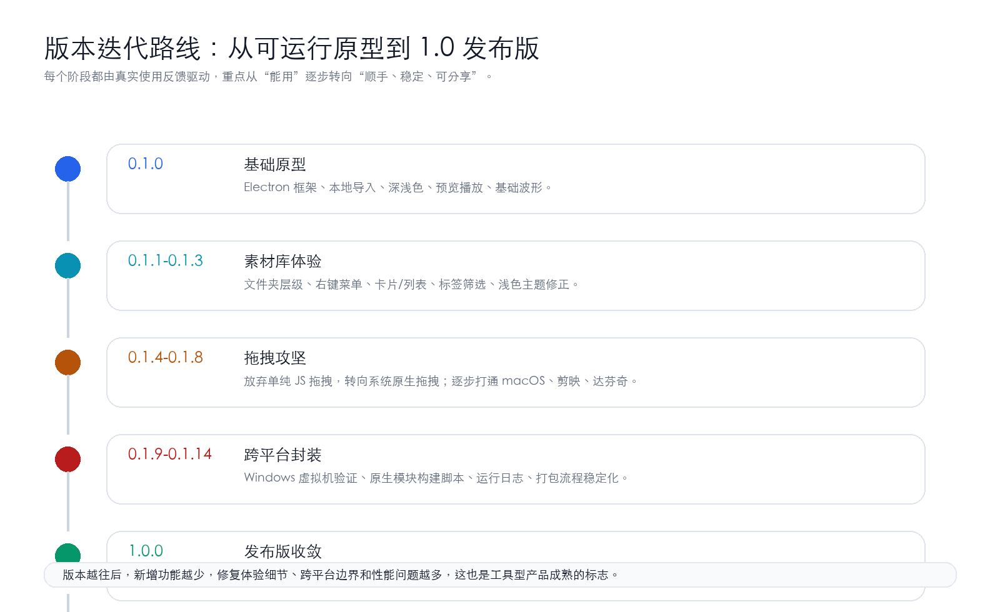 版本迭代路线：从可运行原型到 1.0 发布版
每个阶段都由真实使用反馈驱动，重点从“能用”逐步转向“顺手、稳定、可分享”。
0.1.0
基础原型
Electron 框架、本地导入、深浅色、预览播放、基础波形。
0.1.1-0.1.3
素材库体验
文件夹层级、右键菜单、卡片/列表、标签筛选、浅色主题修正。
0.1.4-0.1.8
拖拽攻坚
放弃单纯 JS 拖拽，转向系统原生拖拽；逐步打通 macOS、剪映、达芬奇。
0.1.9-0.1.14
跨平台封装
Windows 虚拟机验证、原生模块构建脚本、运行日志、打包流程稳定化。
1.0.0
发布版收敛
版本越往后，新增功能越少，修复体验细节、跨平台边界和性能问题越多，这也是工具型产品成熟的标志。